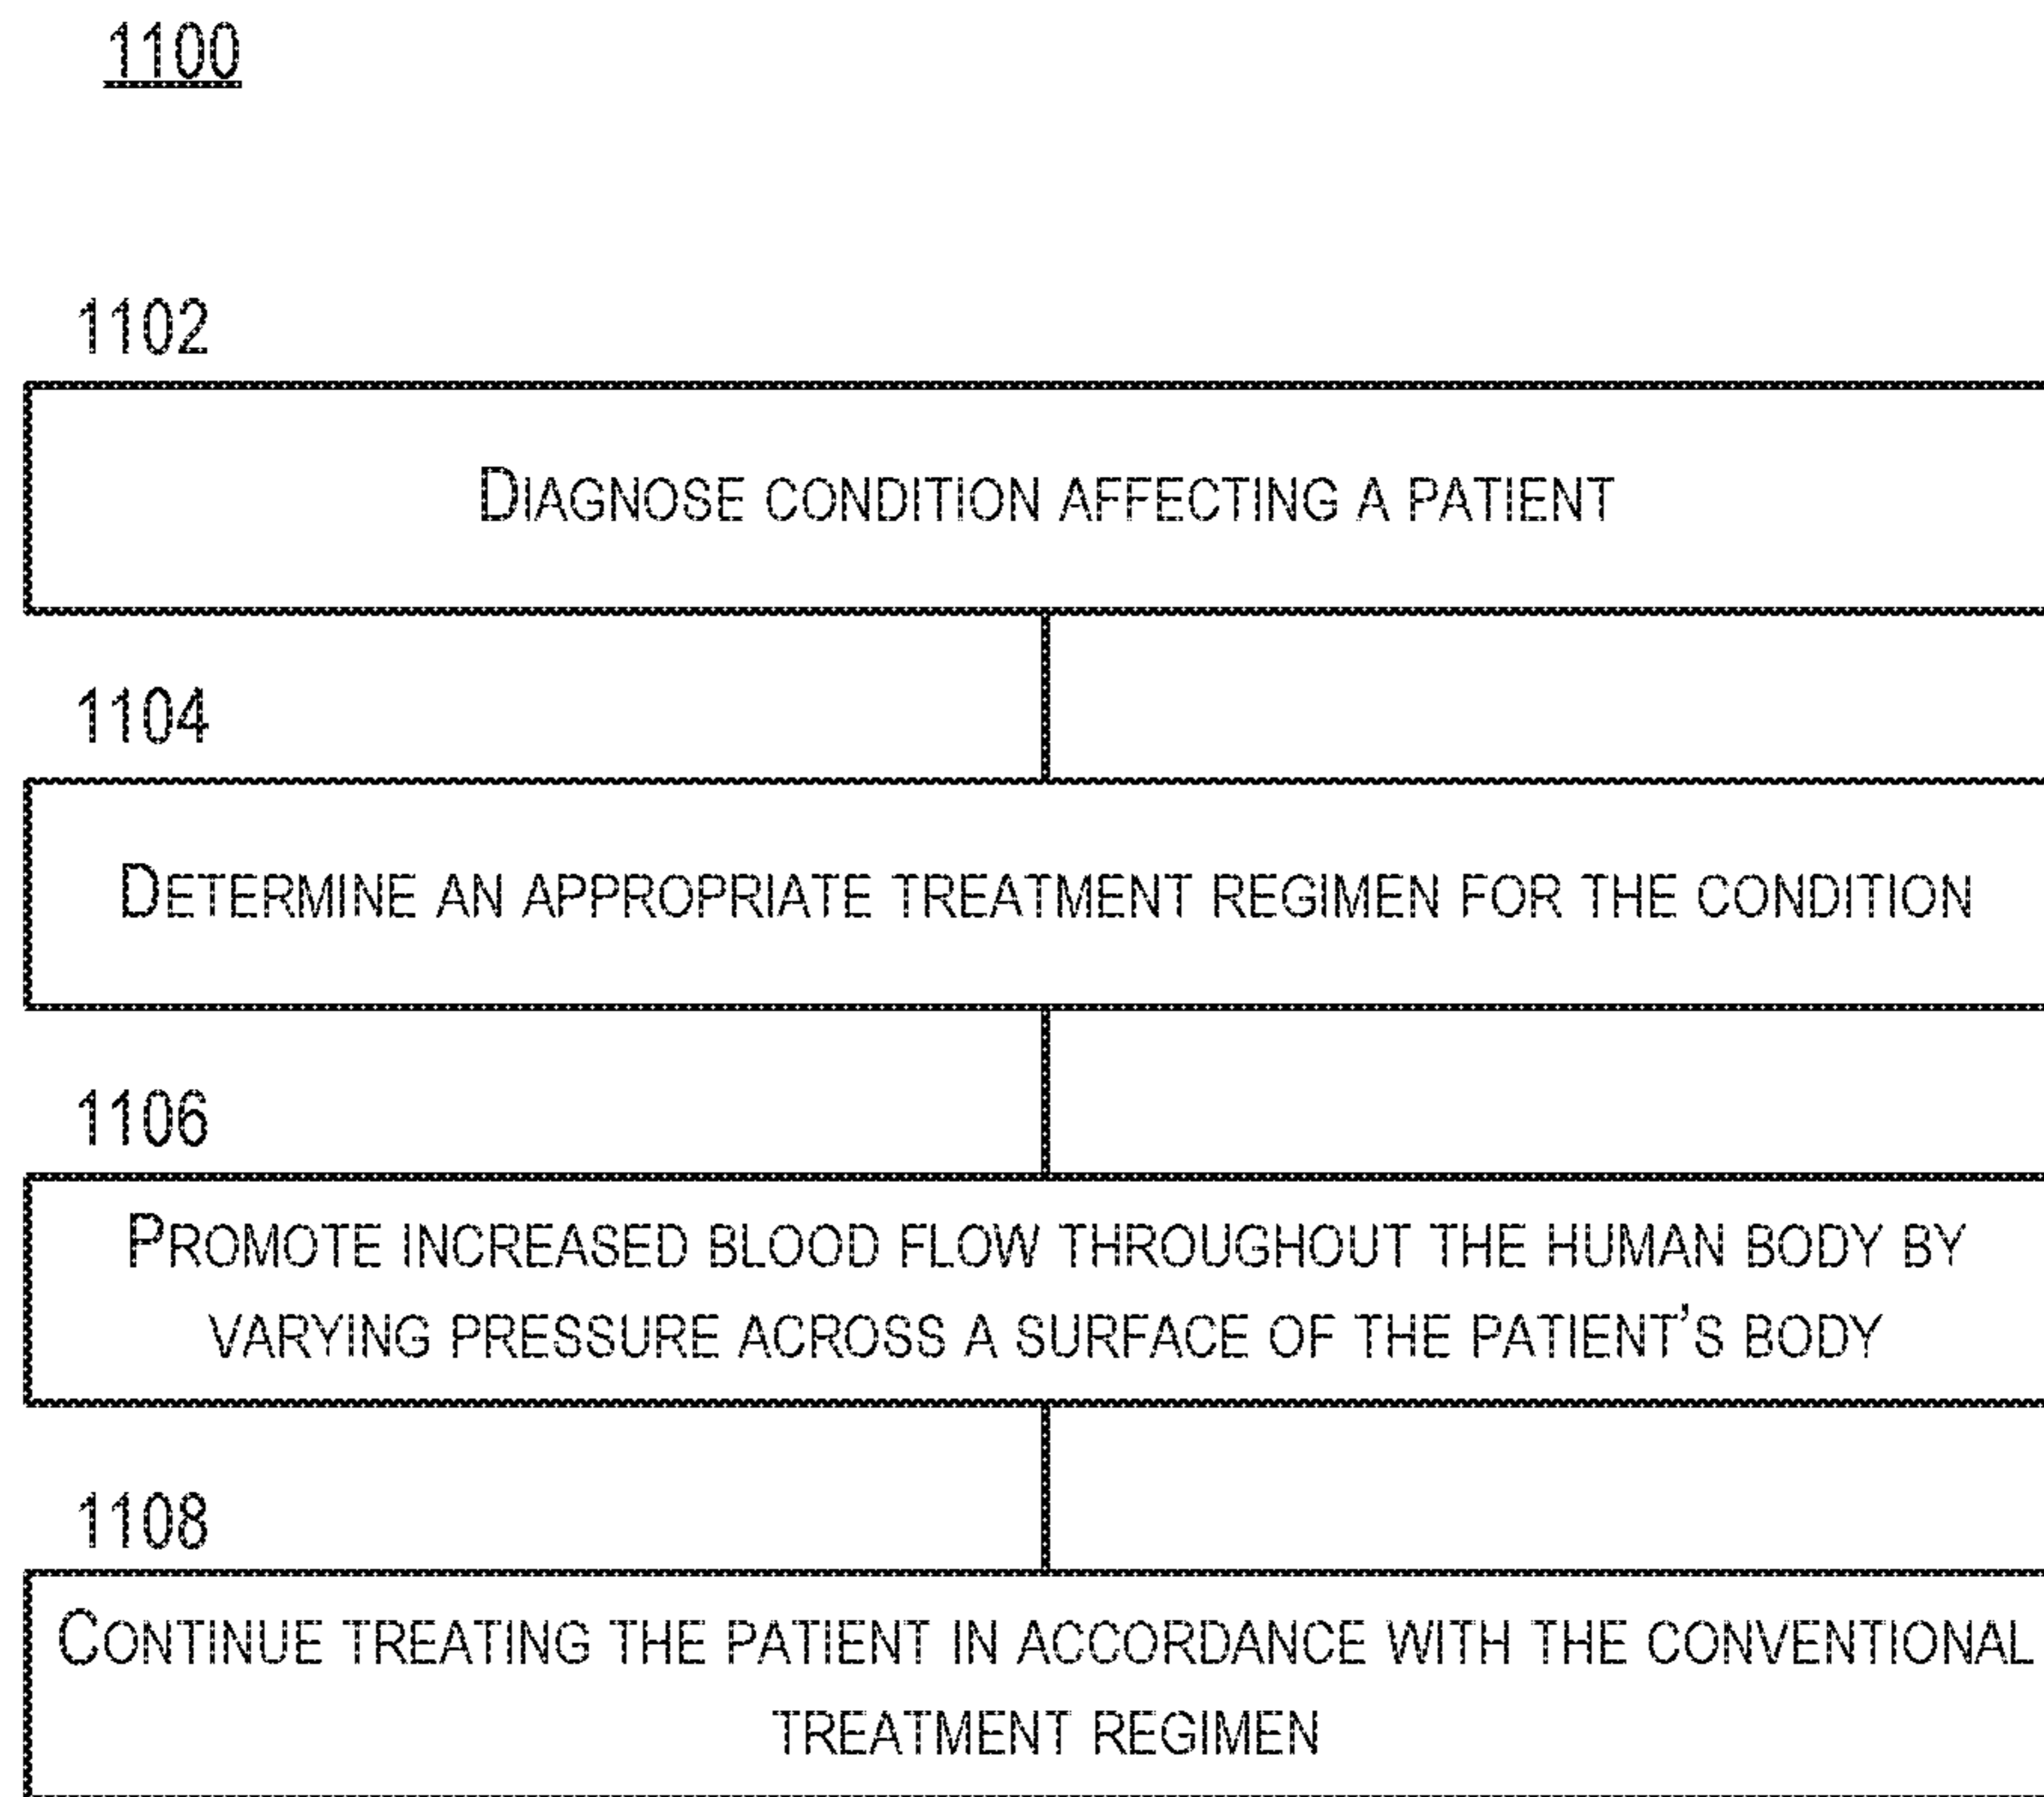 1100
1102
DIAGNOSE CONDITION AFFECTING A PATIENT
1104
DETERMINE AN APPROPRIATE TREATMENT REGIMEN FOR THE CONDITION
1106
PROMOTE INCREASED BLOOD FLOW THROUGHOUT THE HUMAN BODY BY
VARYING PRESSURE ACROSS A SURFACE OF THE PATIENT'S BODY
1108
CONTINUE TREATING THE PATIENT IN ACCORDANCE WITH THE CONVENTIONAL
TREATMENT REGIMEN